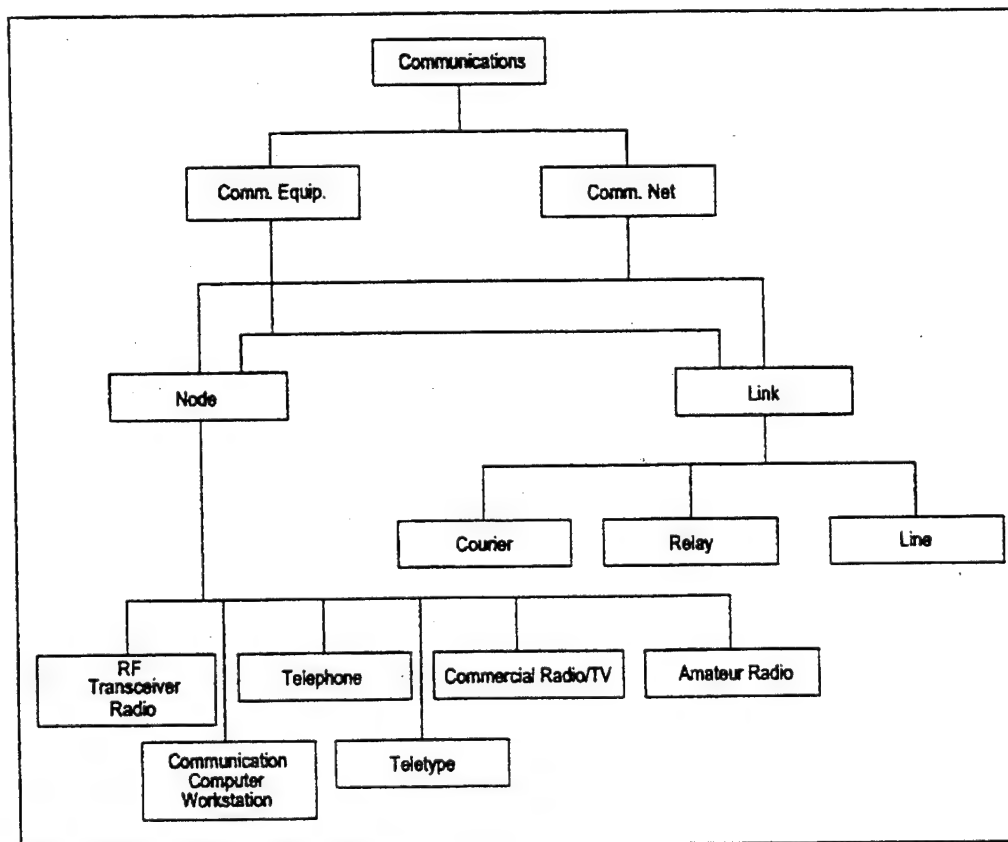 Communications
Comm. Equip.
Comm. Net
Node
Link
Courier
Relay
Line
RF
Transceiver
Radio
Telephone
Commercial Radio/TV
Amateur Radio
Communication
Computer
Workstation
Teletype